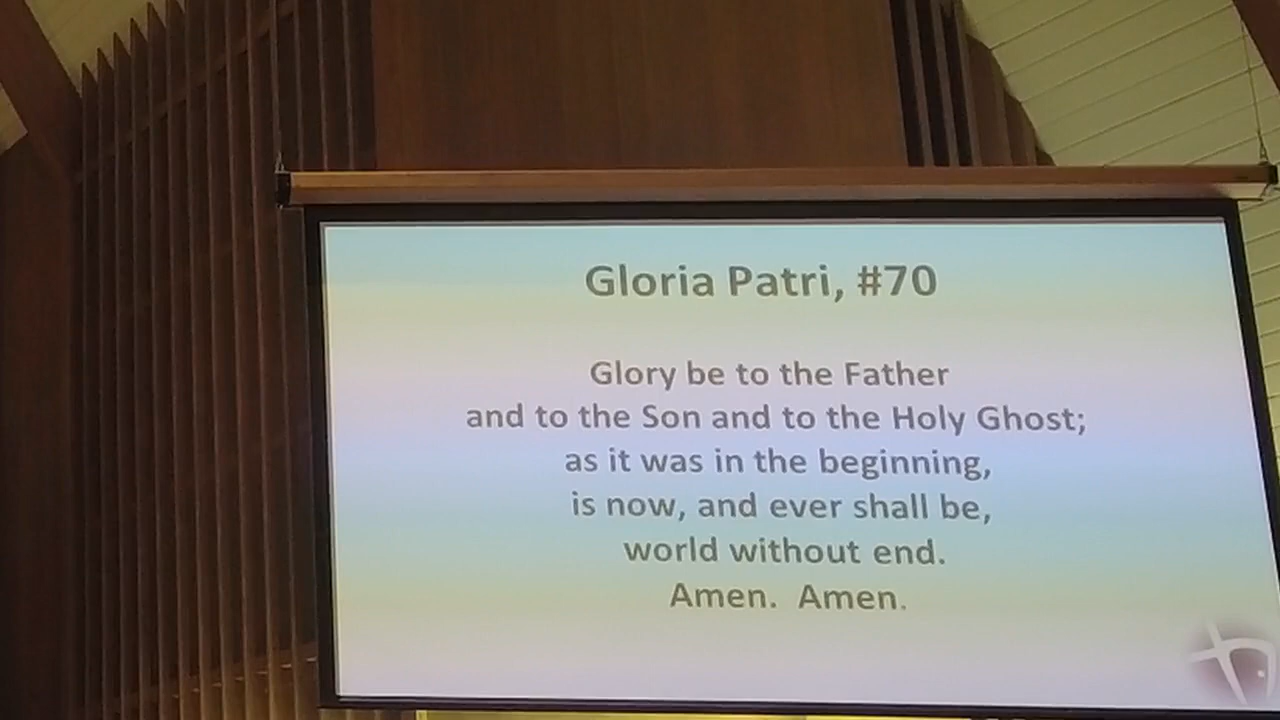 Gloria Patri, #70
Glory be to the Father
and to the Son and to the Holy Ghost;
as it was in the beginning,
is now, and ever shall be,
world without end.
Amen.  Amen.